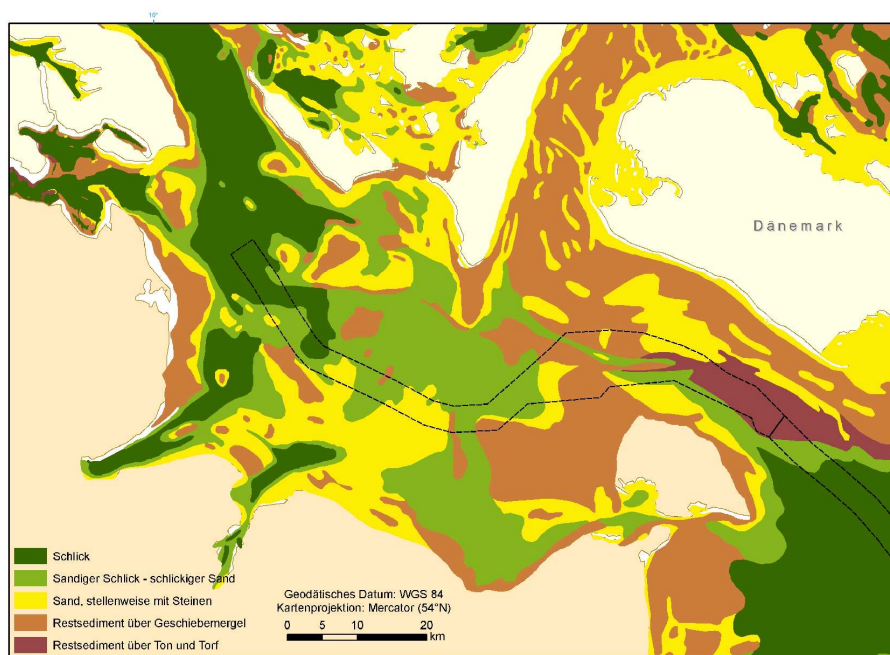 10°
Dänemark
Schlick
Sandiger Schlick - schlickiger Sand
Sand, stellenweise mit Steinen
Restsediment über Geschiebemergel
Restsediment über Ton und Torf
Geodätisches Datum: WGS 84
Kartenprojektion: Mercator (54°N)
0 5 10 20
km